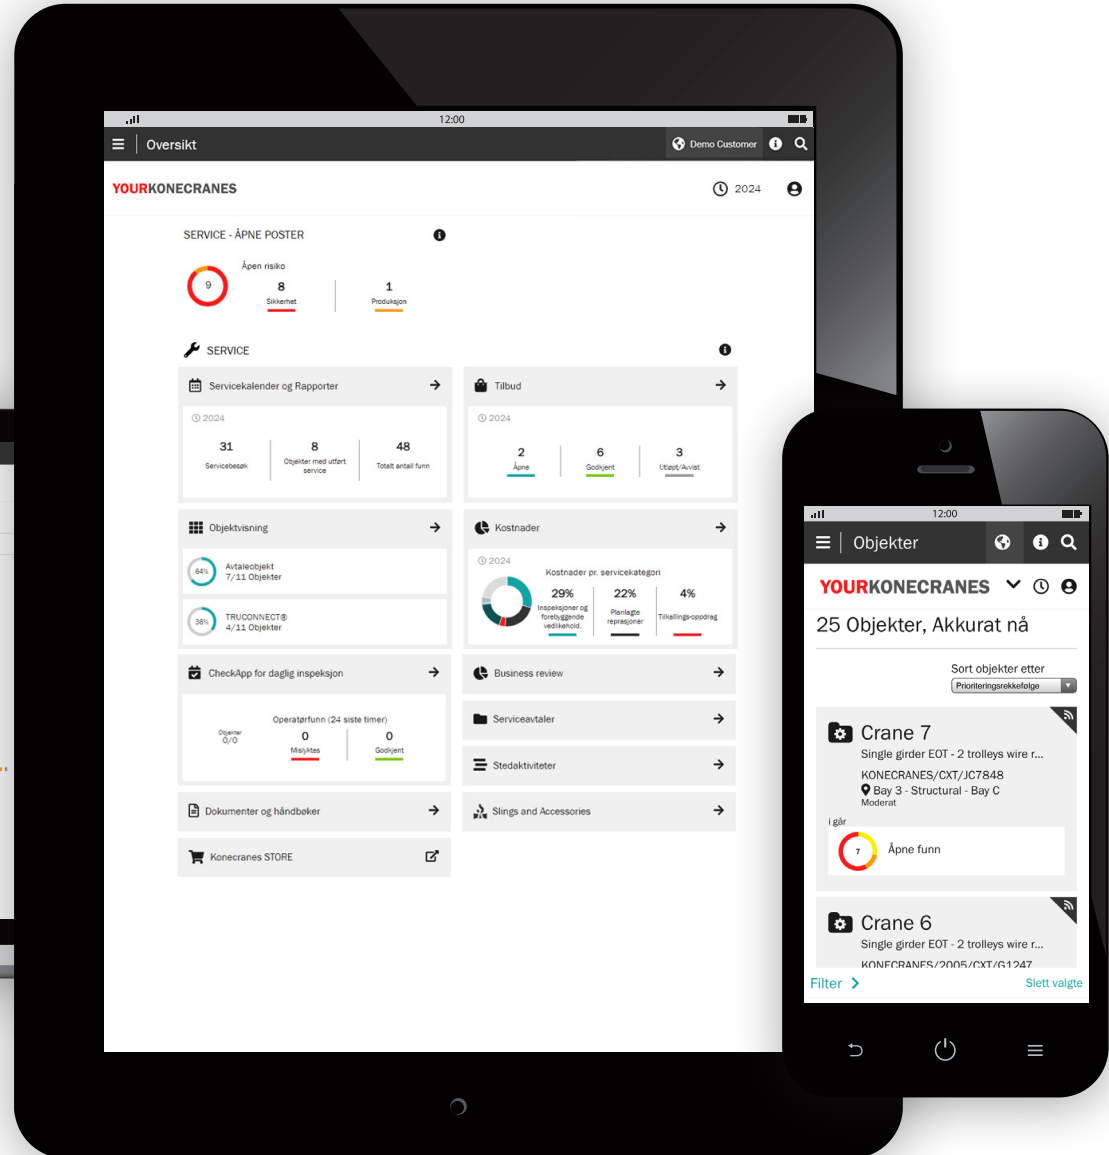 12:00
Oversikt
Demo Customer
YOURKONECRANES
2024
SERVICE - ÅPNE POSTER
Åpen risiko
9
8
1
Sikkerhet
Produksjon
SERVICE
Servicekalender og Rapporter
2024
31
8
48
Servicebesøk
Objekter med utført
service
Totalt antall funn
Tilbud
2024
2
6
3
Åpne
Godkjent
Utløpt/Avvist
Objektvisning
64%
Avtaleobjekt
7/11 Objekter
36%
TRUCONNECT®
4/11 Objekter
Kostnader
2024
Kostnader pr. servicekategori
29%
22%
4%
Inspeksjoner og
forebyggende
vedlikehold.
Planlagte
reprasjoner
Tilkallings-oppdrag
CheckApp for daglig inspeksjon
Operatørfunn (24 siste timer)
Objekter
0/0
0
0
Mislyktes
Godkjent
Business review
Serviceavtaler
Stedaktiviteter
Dokumenter og håndbøker
Slings and Accessories
Konecranes STORE
12:00
Objekter
YOURKONECRANES
25 Objekter, Akkurat nå
Sort objekter etter
Prioriteringsrekkefølge
Crane 7
Single girder EOT - 2 trolleys wire r...
KONECRANES/CXT/JC7848
Bay 3 - Structural - Bay C
Moderat
i går
7
Åpne funn
Crane 6
Single girder EOT - 2 trolleys wire r...
KONECRANES/2005/CXT/G1247
Filter
Slett valgte